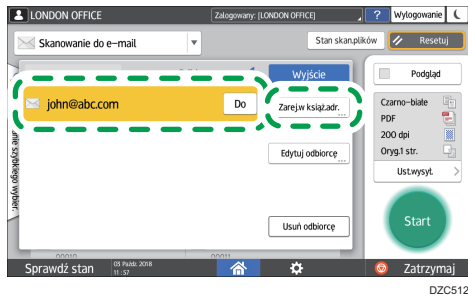 LONDON OFFICE
Zalogowany: [LONDON OFFICE]
?
Wylogowanie
Skanowanie do e-mail
Stan skan.plików
Resetuj
Wyjście
Podgląd
john@abc.com
Do
Zarej.w książ.adr.
Czarno-białe
PDF
200 dpi
Oryg.1 str.
Ust.wysył.
Edytuj odbiorcę
Usuń odbiorcę
Start
00010
00011
Sprawdź stan
03 Paźdz. 2018
11 : 57
Zatrzymaj
DZC512